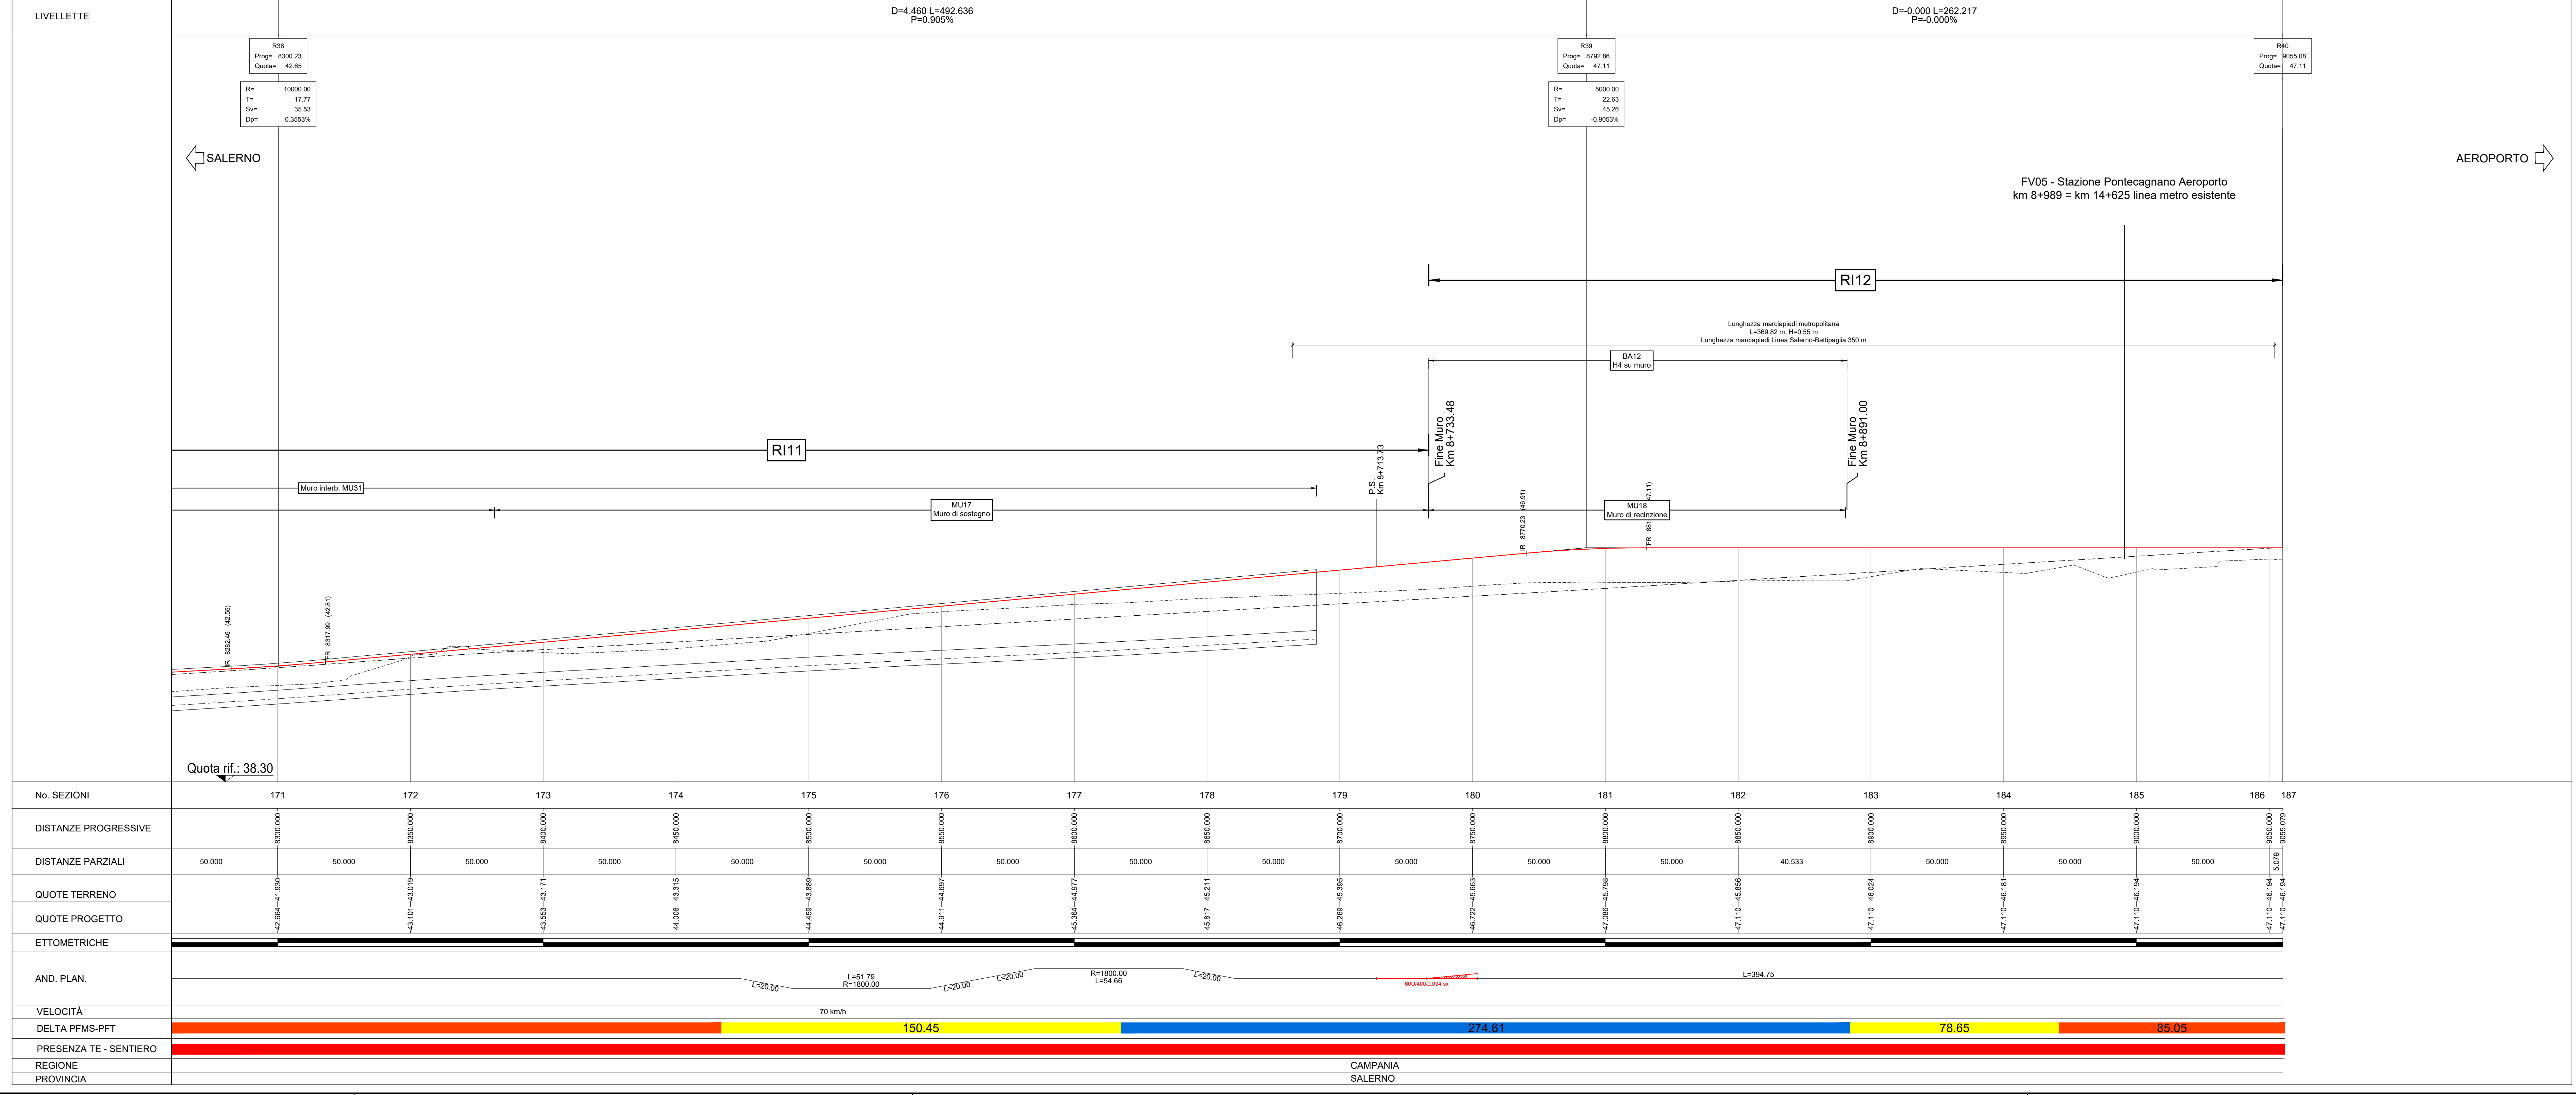 LIVELLETTE
D=4.460 L=492.636
P=0.905%
D=-0.000 L=262.217
P=-0.000%
R38
Prog= 8300.23
Quota= 42.65
R= 10000.00
T= 17.77
Sv= 35.53
Dp= 0.3553%
R39
Prog= 8792.86
Quota= 47.11
R= 5000.00
T= 22.63
Sv= 45.26
Dp= -0.9053%
R40
Prog= 9055.08
Quota= 47.11
SALERNO
AEROPORTO
FV05 - Stazione Pontecagnano Aeroporto
km 8+989 = km 14+625 linea metro esistente
RI12
Lunghezza marciapiedi metropolitana
L=369.82 m; H=0.55 m
Lunghezza marciapiedi Linea Salerno-Battipaglia 350 m
BA12
H4 su muro
RI11
Fine Muro
Km 8+733.48
Fine Muro
Km 8+891.00
P.S.
Km 8+713.73
Muro interb. MU31
MU17
Muro di sostegno
MU18
Muro di recinzione
IR 8282.46 (42.55)
FR 8317.99 (42.81)
IR 8770.23 (46.91)
FR 881 47.11)
Quota rif.: 38.30
No. SEZIONI 171 172 173 174 175 176 177 178 179 180 181 182 183 184 185 186 187
DISTANZE PROGRESSIVE 8300.000 8350.000 8400.000 8450.000 8500.000 8550.000 8600.000 8650.000 8700.000 8750.000 8800.000 8850.000 8900.000 8950.000 9000.000 9050.000 9055.079
DISTANZE PARZIALI 50.000 50.000 50.000 50.000 50.000 50.000 50.000 50.000 50.000 50.000 50.000 50.000 40.533 50.000 50.000 50.000 5.079
QUOTE TERRENO 41.930 43.019 43.171 43.315 43.889 44.697 44.977 45.211 45.395 45.663 45.798 45.856 46.024 46.181 46.194 46.194 46.194
QUOTE PROGETTO 42.664 43.101 43.553 44.006 44.459 44.911 45.364 45.817 46.269 46.722 47.086 47.110 47.110 47.110 47.110 47.110 47.110
ETTOMETRICHE
AND. PLAN.
L=20.00
L=51.79
R=1800.00
L=20.00
L=20.00
R=1800.00
L=54.66
L=20.00
60U/400/0.094 sx
L=394.75
VELOCITÀ 70 km/h
DELTA PFMS-PFT 150.45 274.61 78.65 85.05
PRESENZA TE - SENTIERO
REGIONE CAMPANIA
PROVINCIA SALERNO